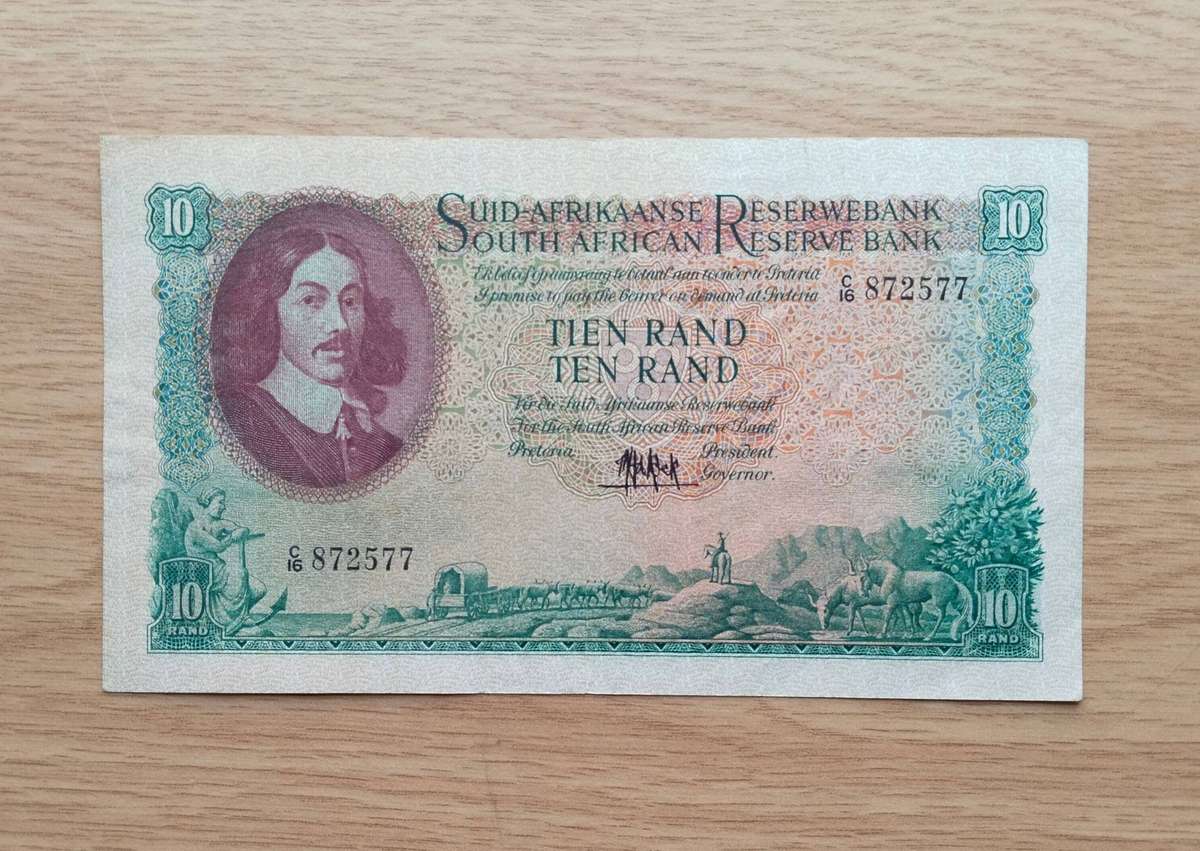 10
10
SUID-AFRIKAANSE RESERWEBANK
SOUTH AFRICAN RESERVE BANK
Ek beloof op aanvraag te betaal aan toonder te Pretoria
I promise to pay the bearer on demand at Pretoria
C/16 872577
TIEN RAND
TEN RAND
Vir die Suid-Afrikaanse Reserwebank
For the South African Reserve Bank
Pretoria. President
Governor.
C/16 872577
10
RAND
10
RAND